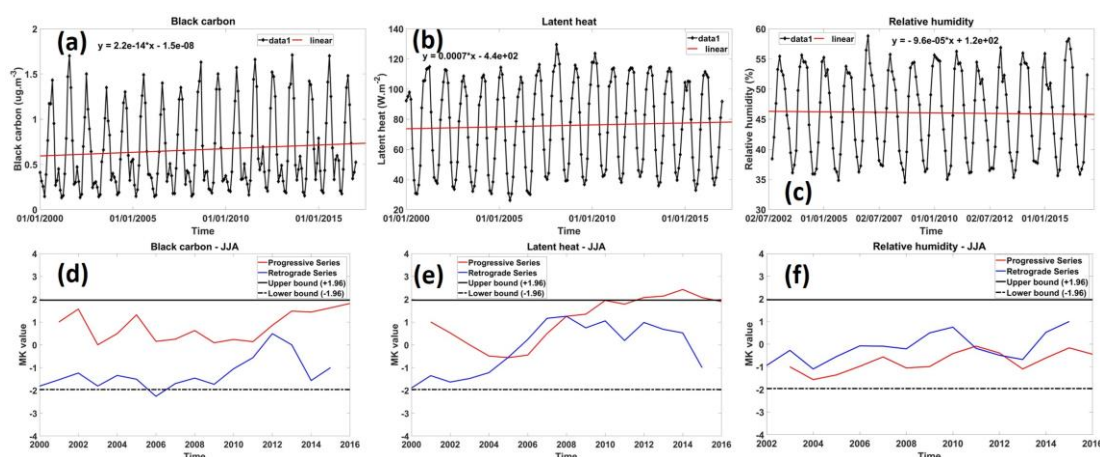 Black carbon
(a)
y = 2.2e-14*x - 1.5e-08
data1 linear
2
1.5
1
0.5
0
Black carbon (ug.m-3)
01/01/2000 01/01/2005 01/01/2010 01/01/2015
Time
Latent heat
(b)
y = 0.0007*x - 4.4e+02
data1
linear
140
120
100
80
60
40
20
Latent heat (W.m-2)
01/01/2000 01/01/2005 01/01/2010 01/01/2015
Time
Relative humidity
data1 linear
y = - 9.6e-05*x + 1.2e+02
(c)
60
55
50
45
40
35
30
Relative humidity (%)
02/07/2002 01/01/2005 02/07/2007 01/01/2010 02/07/2012 01/01/2015
Time
Black carbon - JJA
(d)
Progressive Series
Retrograde Series
Upper bound (+1.96)
Lower bound (-1.96)
4
3
2
1
0
-1
-2
-3
-4
MK value
2000 2002 2004 2006 2008 2010 2012 2014 2016
Time
Latent heat - JJA
(e)
Progressive Series
Retrograde Series
Upper bound (+1.96)
Lower bound (-1.96)
4
3
2
1
0
-1
-2
-3
-4
MK value
2000 2002 2004 2006 2008 2010 2012 2014 2016
Time
Relative humidity - JJA
(f)
Progressive Series
Retrograde Series
Upper bound (+1.96)
Lower bound (-1.96)
4
3
2
1
0
-1
-2
-3
-4
MK value
2002 2004 2006 2008 2010 2012 2014 2016
Time